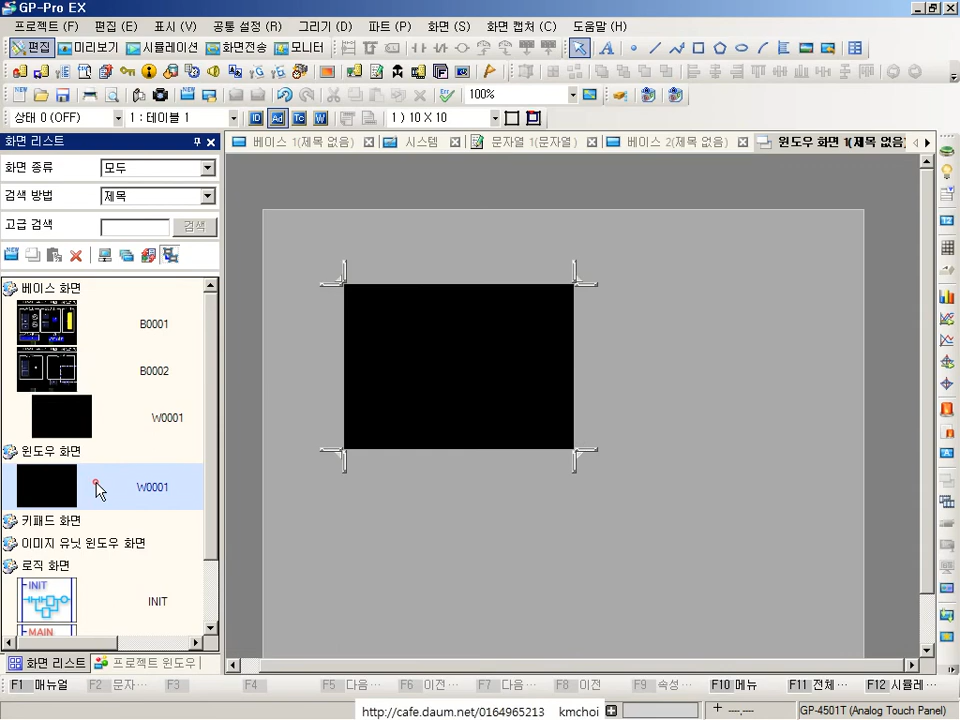 GP-Pro EX
프로젝트 (F) 편집 (E) 표시 (V) 공통 설정 (R) 그리기 (D) 파트 (P) 화면 (S) 화면 캡처 (C) 도움말 (H)
편집 미리보기 시뮬레이션 화면전송 모니터
100%
상태 0 (OFF) 1 : 테이블 1 ID Ad Tc W 1 ) 10 X 10
화면 리스트
베이스 1(제목 없음) 시스템 문자열 1(문자열) 베이스 2(제목 없음) 윈도우 화면 1(제목 없음)
화면 종류 모두
검색 방법 제목
고급 검색 검색
베이스 화면
B0001
B0002
W0001
윈도우 화면
W0001
키패드 화면
이미지 유닛 윈도우 화면
로직 화면
INIT
INIT
MAIN
화면 리스트 프로젝트 윈도우
F1 매뉴얼 F2 문자… F3 F4 F5 다음… F6 이전… F7 다음… F8 이전 F9 속성… F10 메뉴 F11 전체… F12 시뮬레…
http://cafe.daum.net/0164965213 kmchoi ----,---- GP-4501T (Analog Touch Panel)